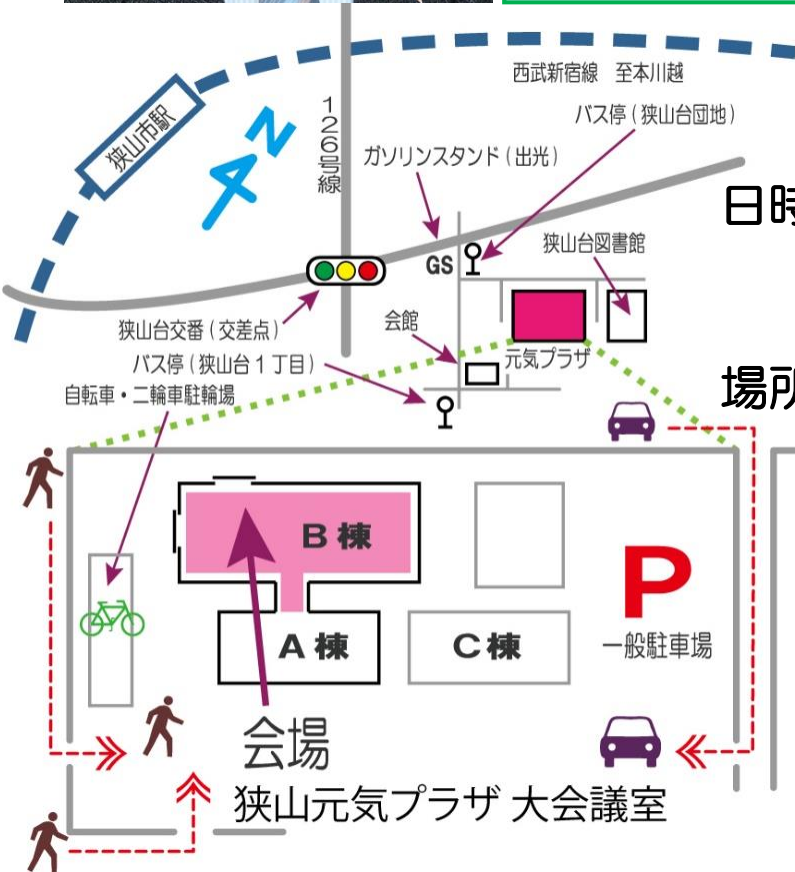 西武新宿線 至本川越
狭山市駅
N
126号線
バス停(狭山台団地)
ガソリンスタンド(出光)
日時
狭山台図書館
GS
狭山台交番(交差点)
会館
バス停(狭山台1丁目)
元気プラザ
自転車・二輪車駐輪場
場所
B棟
P
A棟
C棟
一般駐車場
会場
狭山元気プラザ 大会議室